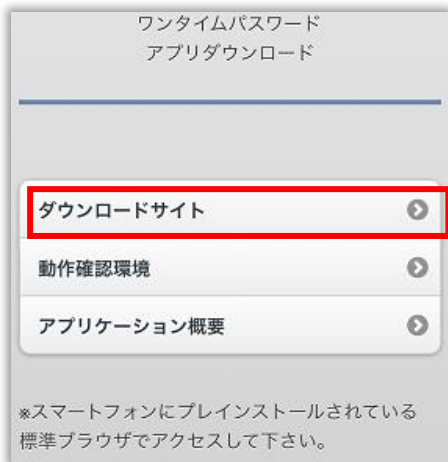 ワンタイムパスワード
アプリダウンロード
ダウンロードサイト
動作確認環境
アプリケーション概要
※スマートフォンにプレインストールされている
標準ブラウザでアクセスして下さい。